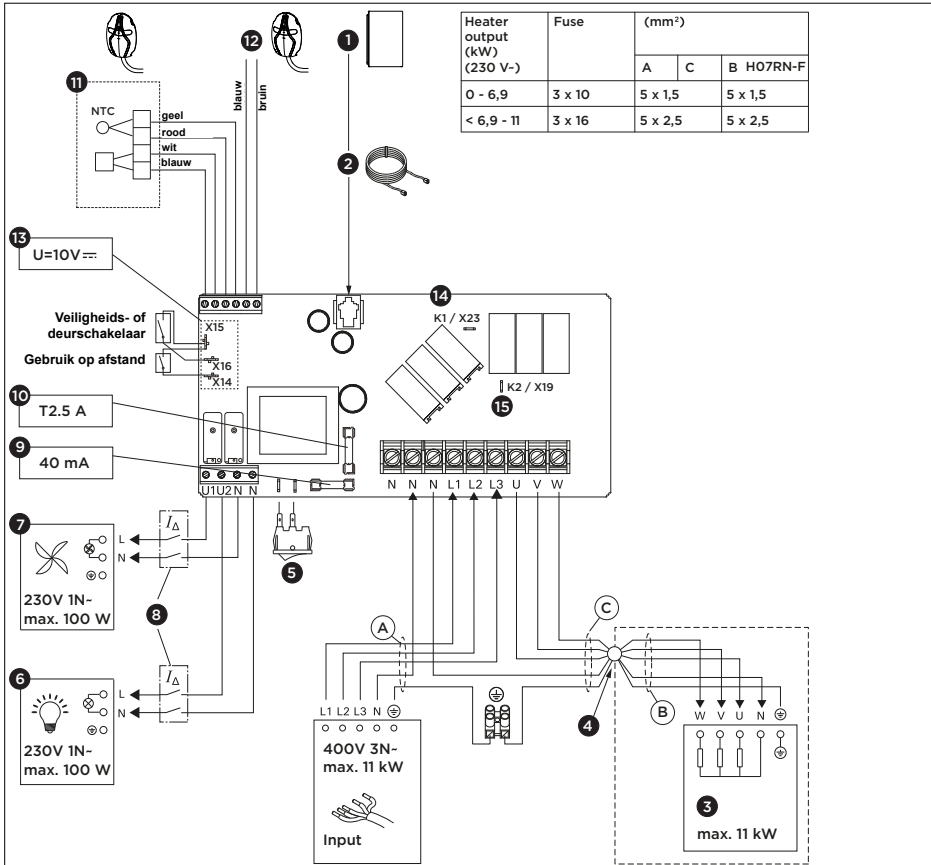 12
1
Heater output (kW) (230 V~)
Fuse
(mm²)
A
C
B H07RN-F
0 - 6,9
3 x 10
5 x 1,5
5 x 1,5
< 6,9 - 11
3 x 16
5 x 2,5
5 x 2,5
11
NTC
geel
rood
wit
blauw
blauw
bruin
2
13
U=10V⎓
Veiligheids- of
deurschakelaar
Gebruik op afstand
X15
X16
X14
14
K1 / X23
K2 / X19
15
10
T2.5 A
9
40 mA
U1 U2 N N
N N N L1 L2 L3 U V W
5
7
L
N
230V 1N~
max. 100 W
I∆
8
6
L
N
230V 1N~
max. 100 W
I∆
A
C
B
4
L1 L2 L3 N
400V 3N~
max. 11 kW
Input
W V U N
3
max. 11 kW